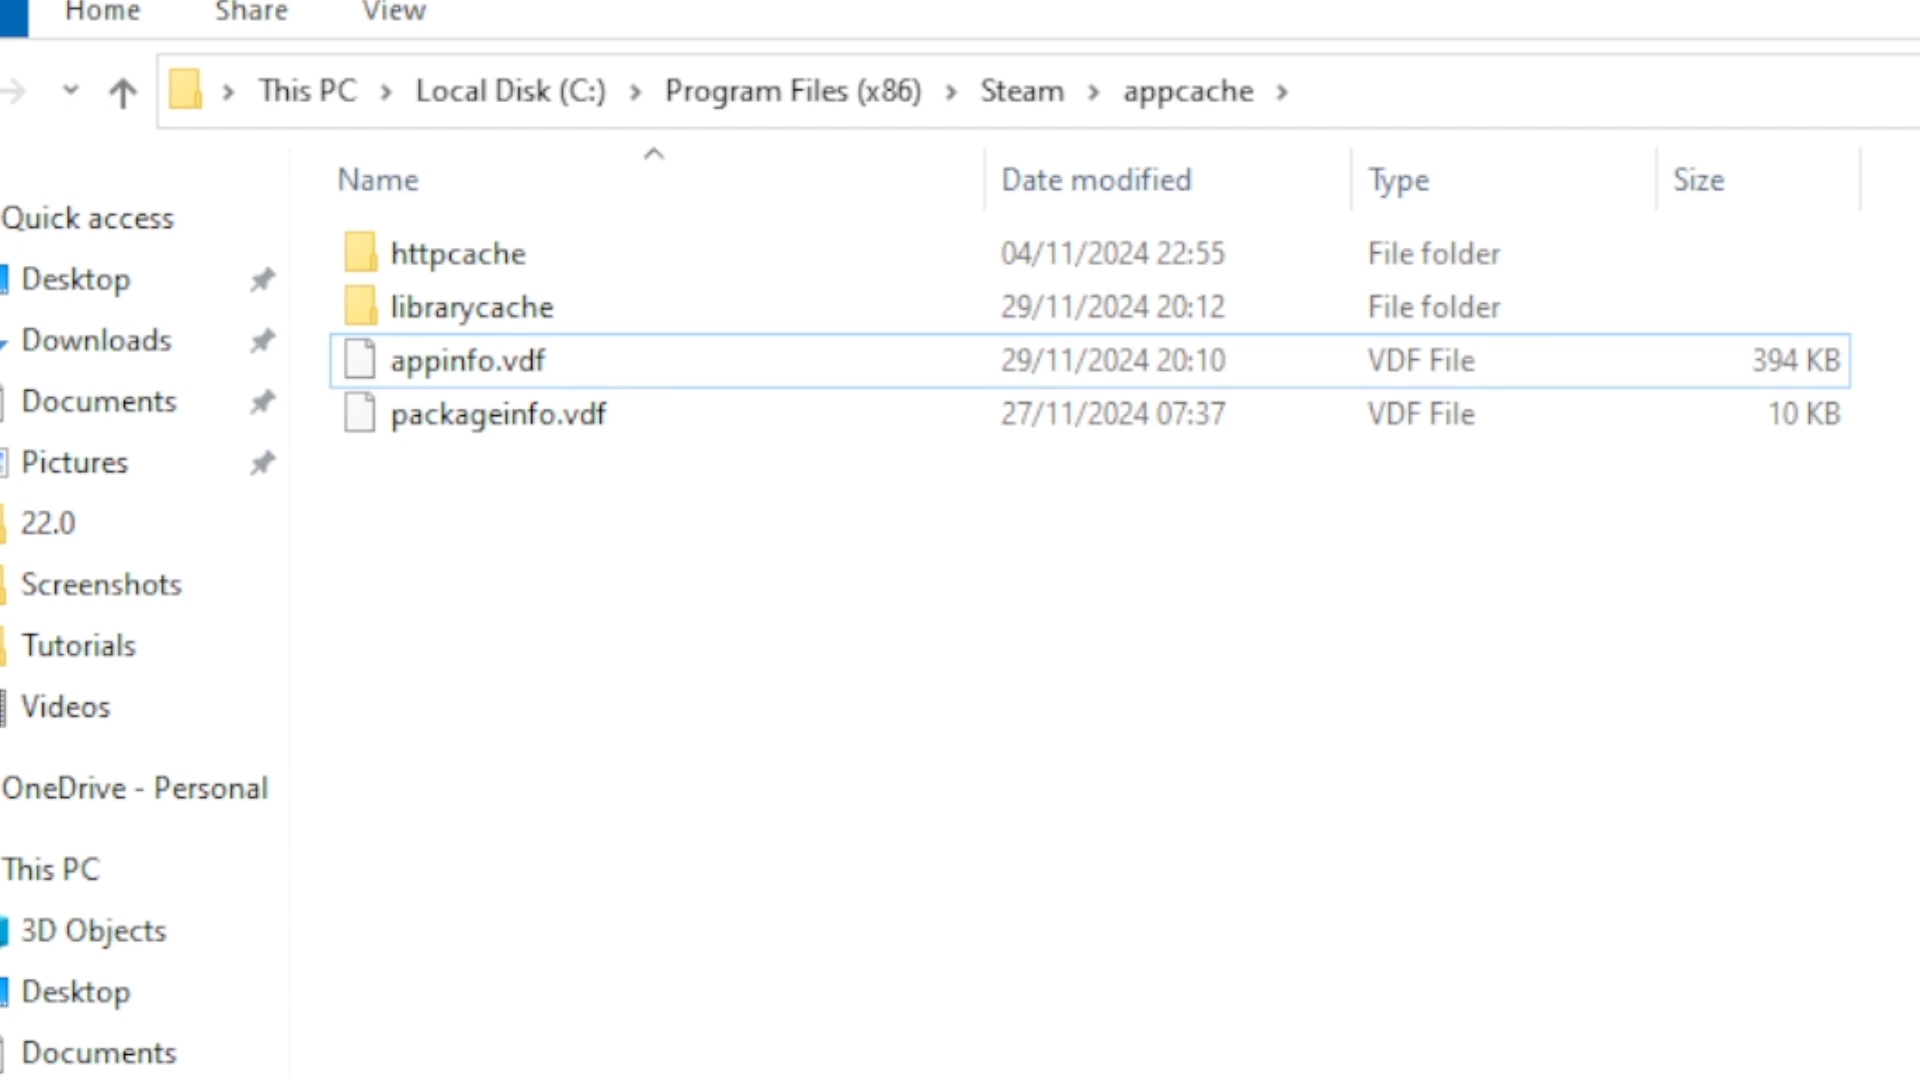 Home Share View
This PC > Local Disk (C:) > Program Files (x86) > Steam > appcache >
Name Date modified Type Size
Quick access
Desktop
Downloads
Documents
Pictures
22.0
Screenshots
Tutorials
Videos
OneDrive - Personal
This PC
3D Objects
Desktop
Documents
httpcache 04/11/2024 22:55 File folder
librarycache 29/11/2024 20:12 File folder
appinfo.vdf 29/11/2024 20:10 VDF File 394 KB
packageinfo.vdf 27/11/2024 07:37 VDF File 10 KB